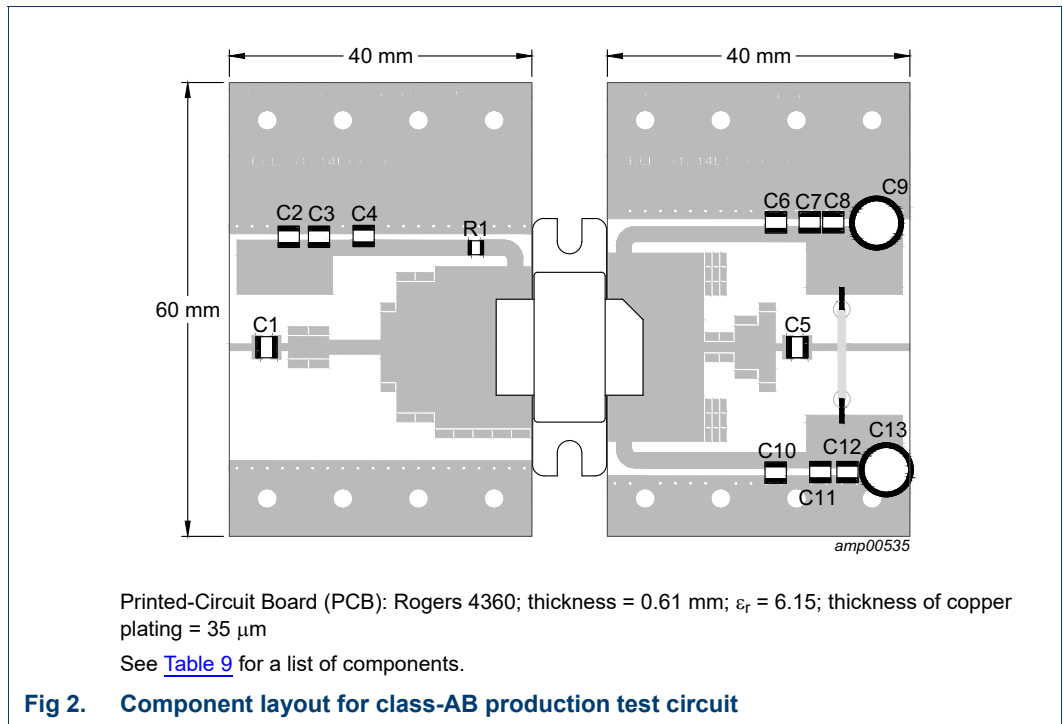 40 mm
40 mm
C9
C2 C3 C4
C6 C7 C8
R1
60 mm
C1
C5
C10
C12
C13
C11
amp00535
Printed-Circuit Board (PCB): Rogers 4360; thickness = 0.61 mm; εr = 6.15; thickness of copper
plating = 35 μm
See Table 9 for a list of components.
Fig 2. Component layout for class-AB production test circuit